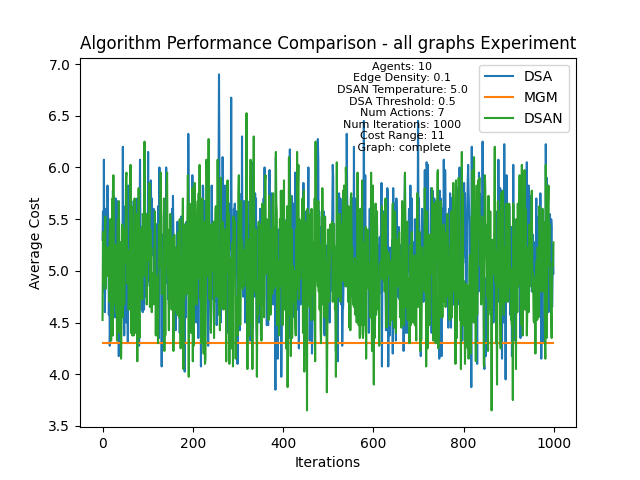 Algorithm Performance Comparison - all graphs Experiment
Agents: 10
Edge Density: 0.1
DSAN Temperature: 5.0
DSA Threshold: 0.5
Num Actions: 7
Num Iterations: 1000
Cost Range: 11
Graph: complete
DSA
MGM
DSAN
Average Cost
7.0
6.5
6.0
5.5
5.0
4.5
4.0
3.5
0 200 400 600 800 1000
Iterations